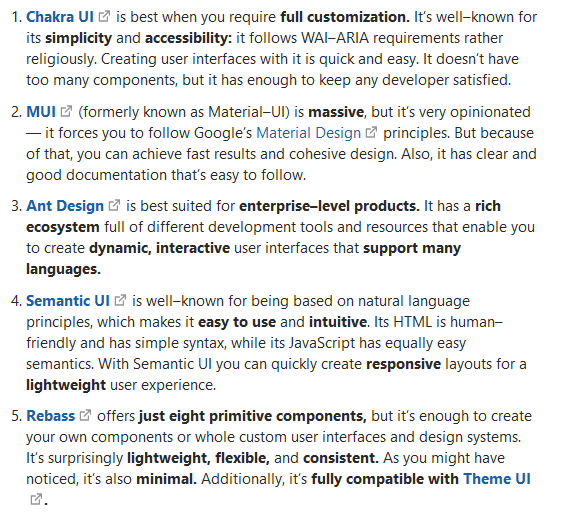 1. Chakra UI is best when you require full customization. It's well–known for
its simplicity and accessibility: it follows WAI–ARIA requirements rather
religiously. Creating user interfaces with it is quick and easy. It doesn't have
too many components, but it has enough to keep any developer satisfied.
2. MUI (formerly known as Material–UI) is massive, but it's very opinionated
— it forces you to follow Google's Material Design principles. But because
of that, you can achieve fast results and cohesive design. Also, it has clear and
good documentation that's easy to follow.
3. Ant Design is best suited for enterprise–level products. It has a rich
ecosystem full of different development tools and resources that enable you
to create dynamic, interactive user interfaces that support many
languages.
4. Semantic UI is well–known for being based on natural language
principles, which makes it easy to use and intuitive. Its HTML is human–
friendly and has simple syntax, while its JavaScript has equally easy
semantics. With Semantic UI you can quickly create responsive layouts for a
lightweight user experience.
5. Rebass offers just eight primitive components, but it's enough to create
your own components or whole custom user interfaces and design systems.
It's surprisingly lightweight, flexible, and consistent. As you might have
noticed, it's also minimal. Additionally, it's fully compatible with Theme UI
.